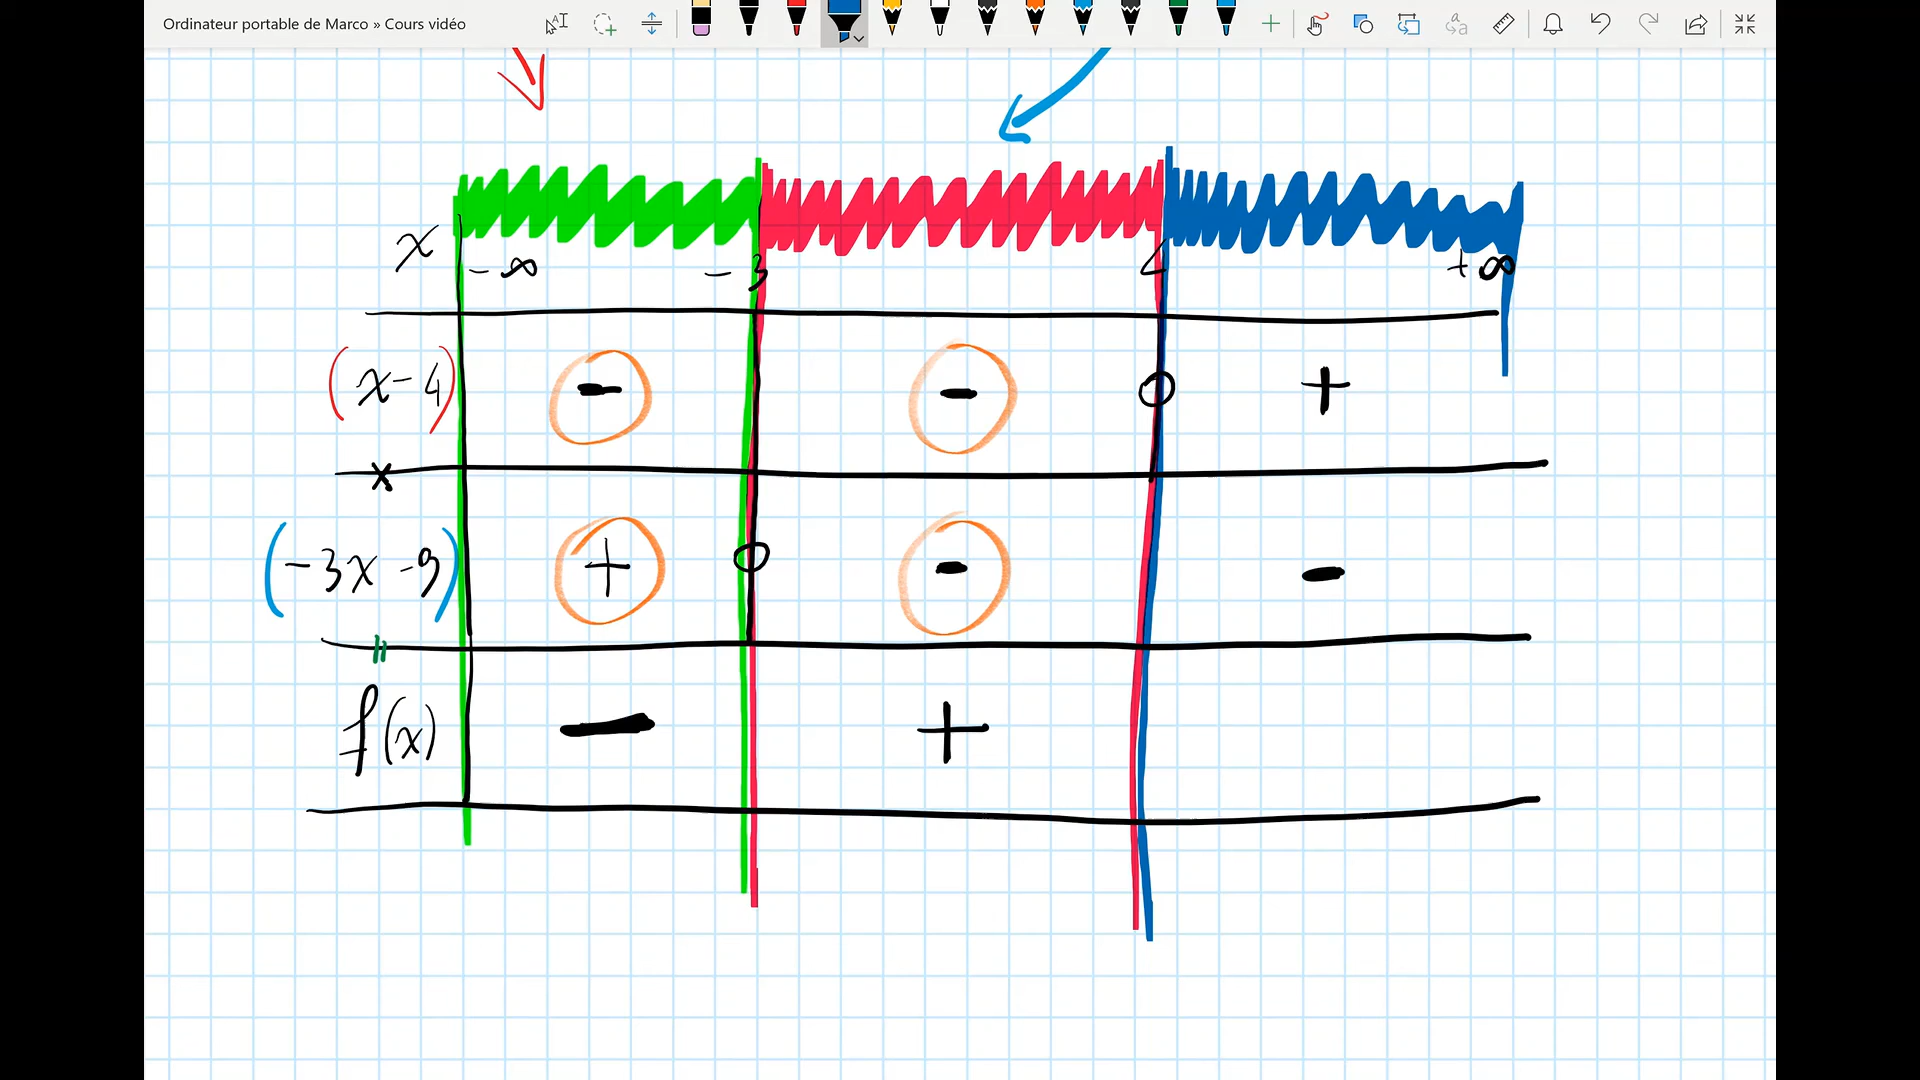 Ordinateur portable de Marco » Cours vidéo
x - ∞ - 3 4 + ∞
(x - 4) - - 0 +
x
(-3x - 9) + 0 - -
=
f(x) - +